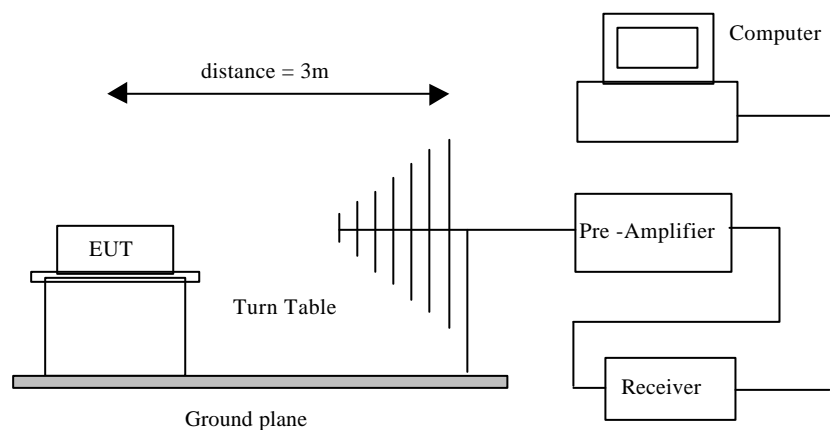 Computer
distance = 3m
Pre -Amplifier
EUT
Turn Table
Receiver
Ground plane